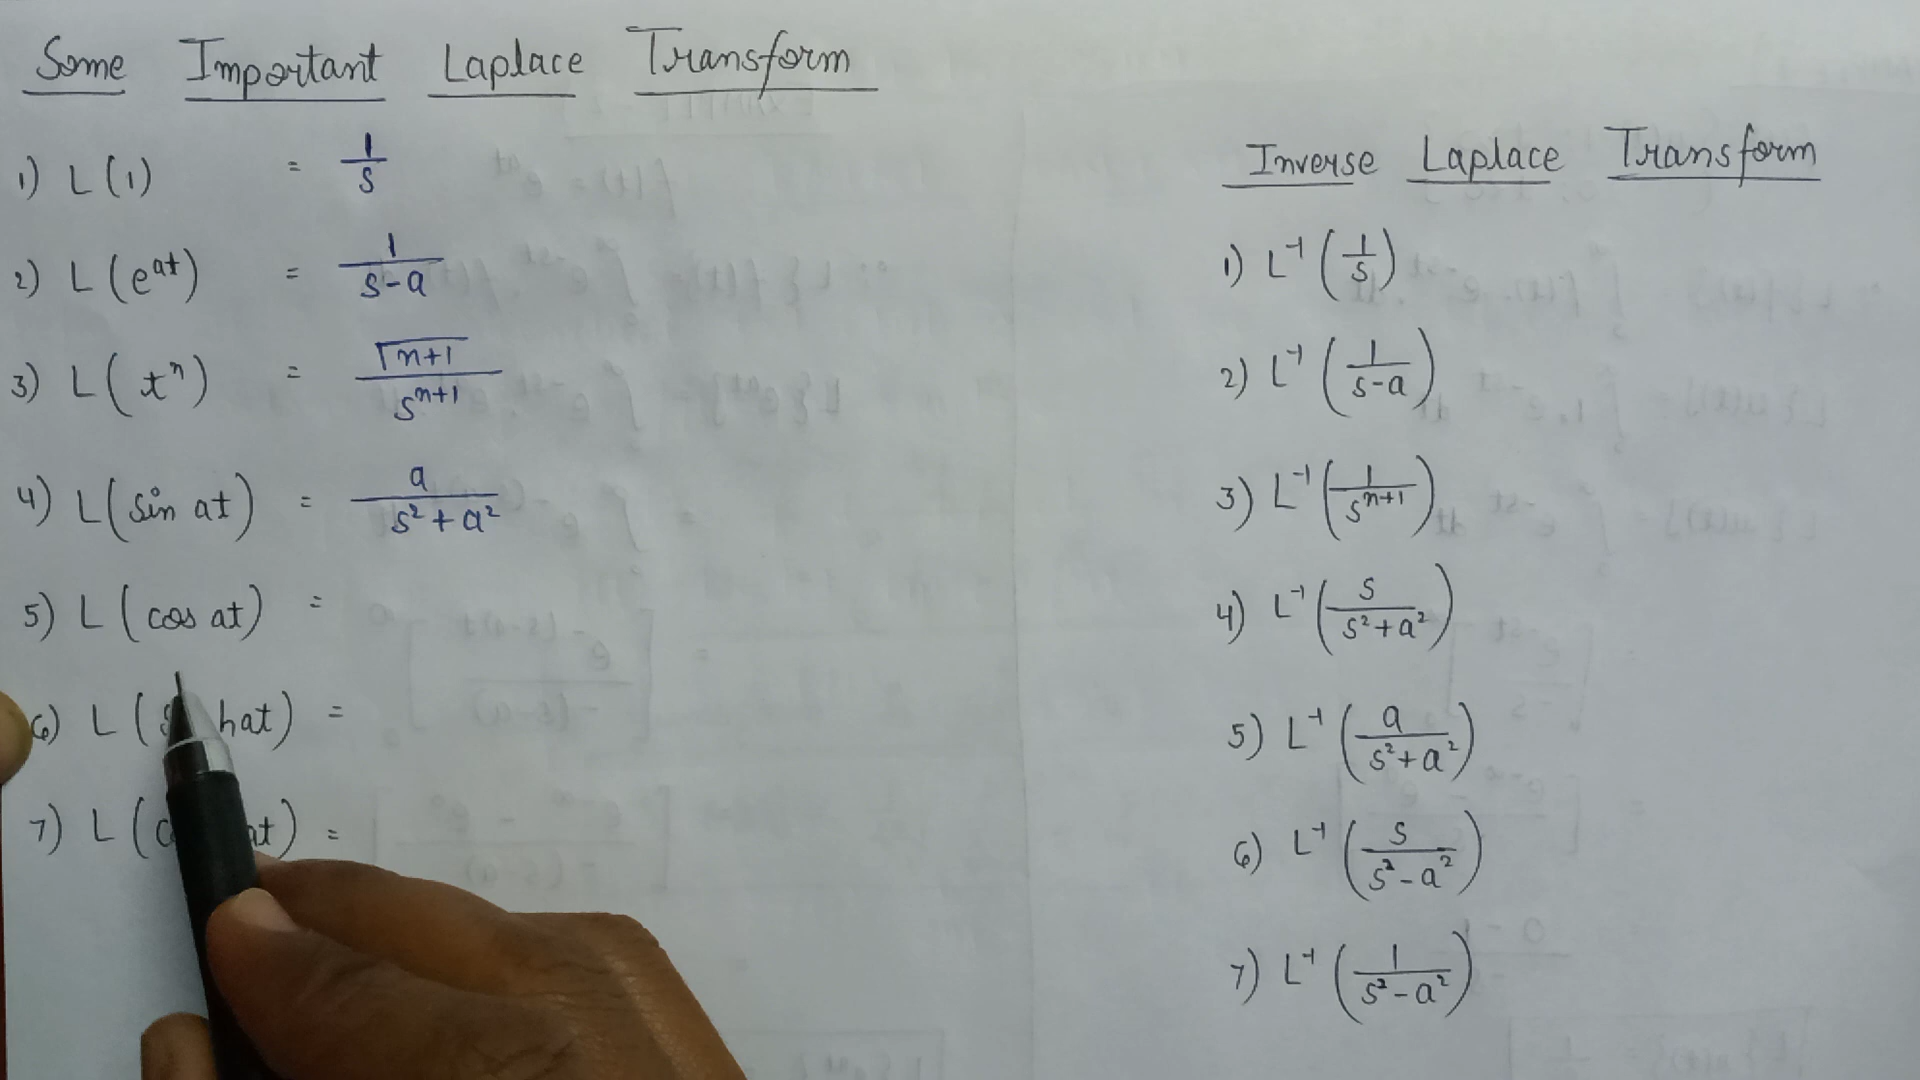 Some Important Laplace Transform
1) L(1) = 1/s
2) L(e^{at}) = 1/(s-a)
3) L(t^n) = Γ(n+1)/s^{n+1}
4) L(sin at) = a/(s²+a²)
5) L(cos at) =
6) L( hat) =
7) L( at) =
Inverse Laplace Transform
1) L⁻¹(1/s)
2) L⁻¹(1/(s-a))
3) L⁻¹(1/s^{n+1})
4) L⁻¹(s/(s²+a²))
5) L⁻¹(a/(s²+a²))
6) L⁻¹(s/(s²-a²))
7) L⁻¹(1/(s²-a²))